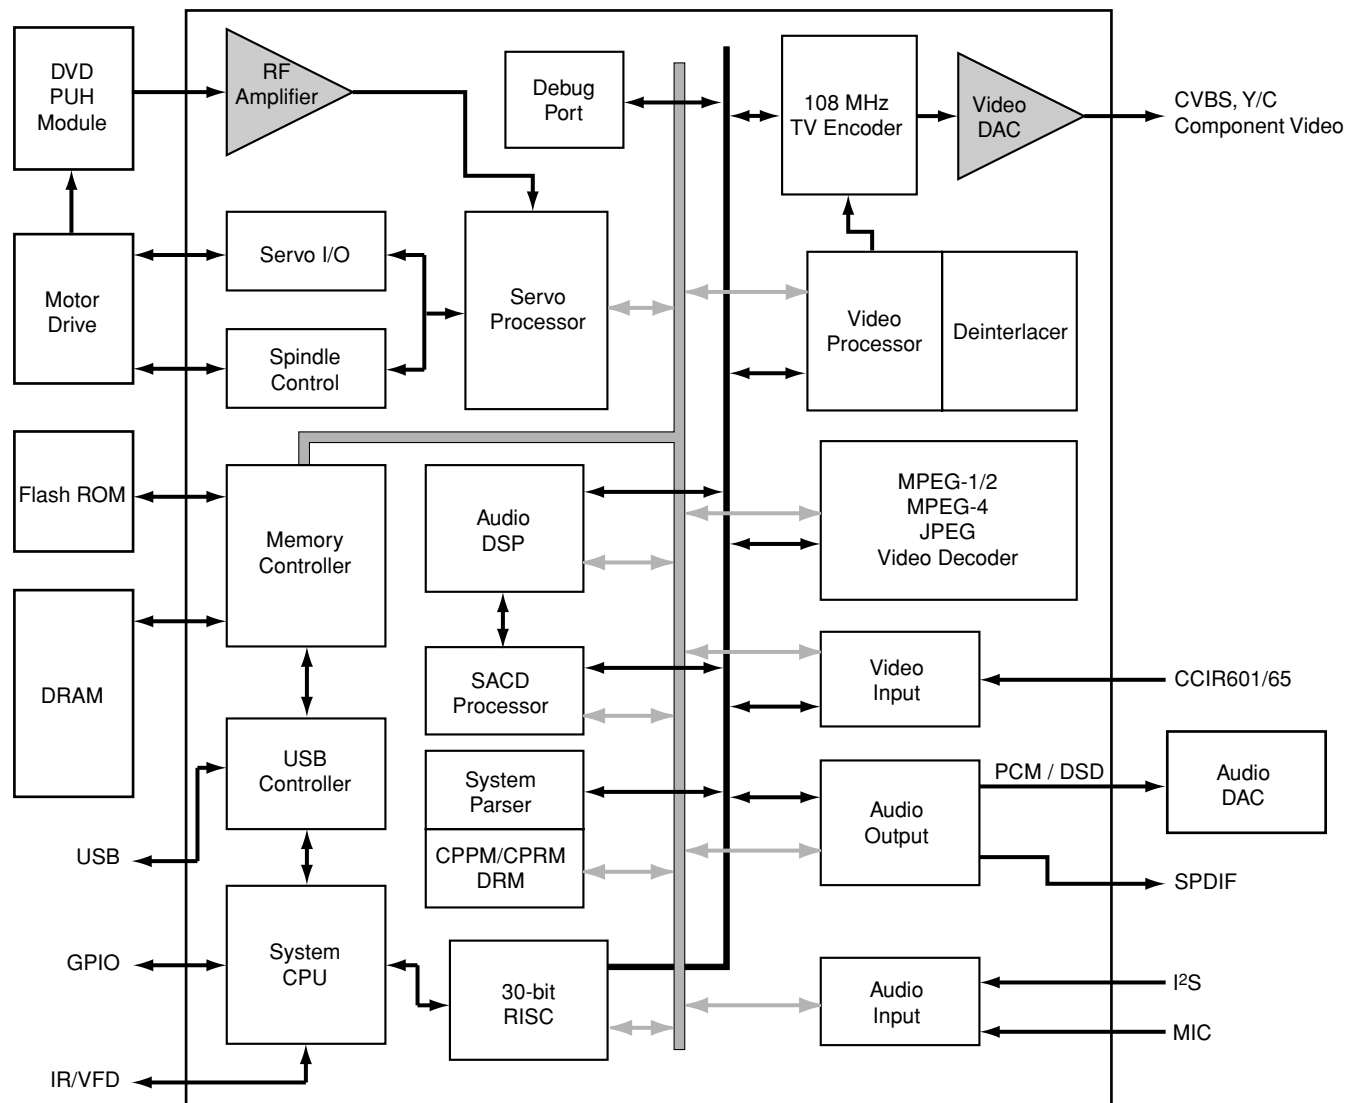 DVD
PUH
Module
RF
Amplifier
Debug
Port
108 MHz
TV Encoder
Video
DAC
CVBS, Y/C
Component Video
Motor
Drive
Servo I/O
Spindle
Control
Servo
Processor
Video
Processor
Deinterlacer
Flash ROM
Memory
Controller
Audio
DSP
MPEG-1/2
MPEG-4
JPEG
Video Decoder
DRAM
SACD
Processor
Video
Input
CCIR601/65
USB
Controller
System
Parser
CPPM/CPRM
DRM
Audio
Output
PCM / DSD
Audio
DAC
USB
SPDIF
GPIO
System
CPU
30-bit
RISC
Audio
Input
I²S
MIC
IR/VFD